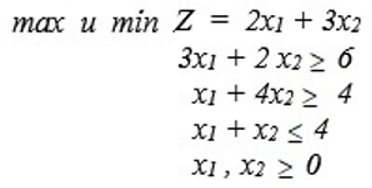 max u min Z = 2x1 + 3x2
3x1 + 2 x2 ≥ 6
x1 + 4x2 ≥ 4
x1 + x2 ≤ 4
x1 , x2 ≥ 0